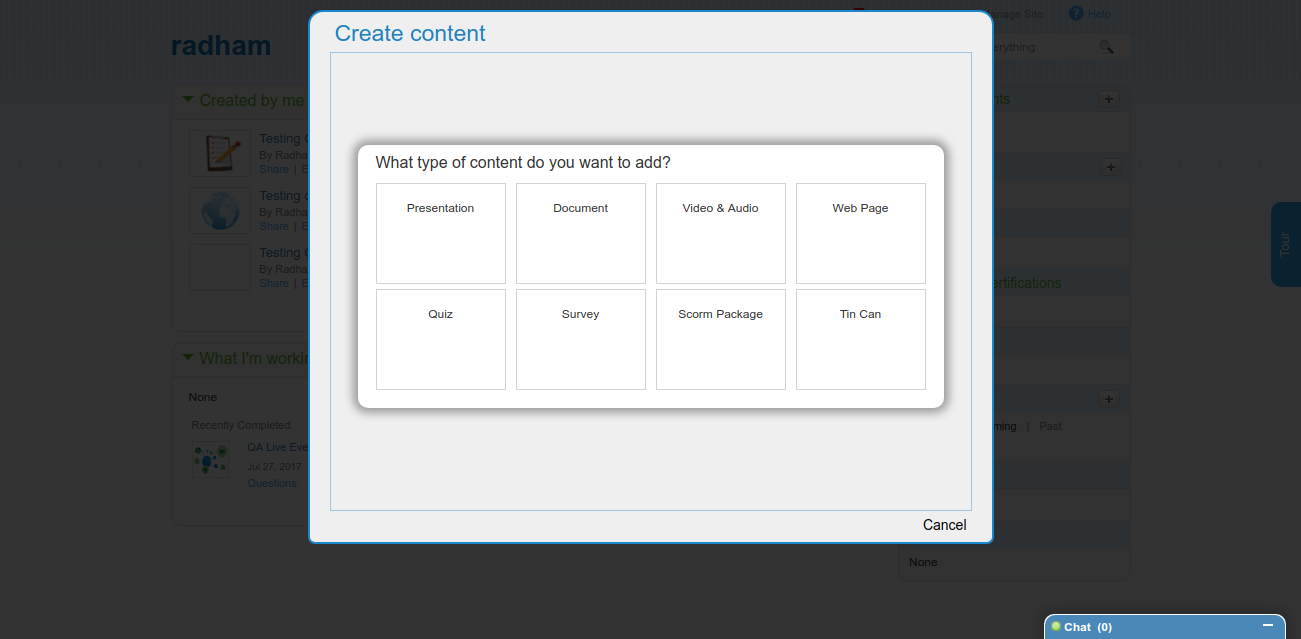 Create content
What type of content do you want to add?
Presentation
Document
Video & Audio
Web Page
Quiz
Survey
Scorm Package
Tin Can
Cancel
radham
Created by me
Testing
By Radha
Share |
Testing
By Radha
Share |
Testing
By Radha
Share |
What I'm workin
None
Recently Completed
QA Live Eve
Jul 27, 2017
Questions
anage Site
? Help
erything
nts
+
+
ertifications
+
ming | Past
None
Tour
Chat (0)